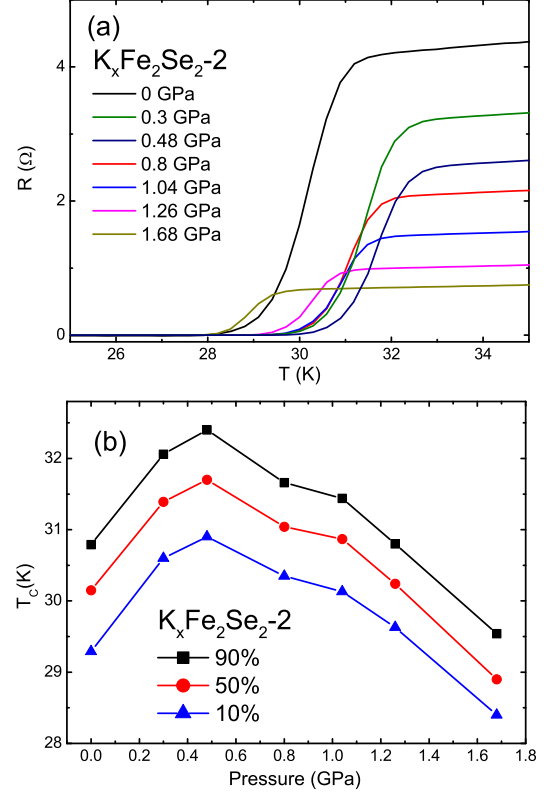 (a)
KₓFe₂Se₂-2
0 GPa
0.3 GPa
0.48 GPa
0.8 GPa
1.04 GPa
1.26 GPa
1.68 GPa
R (Ω)
4
2
0
26 28 30 32 34
T (K)
(b)
T_C(K)
32
31
30
29
28
KₓFe₂Se₂-2
90%
50%
10%
0.0 0.2 0.4 0.6 0.8 1.0 1.2 1.4 1.6 1.8
Pressure (GPa)